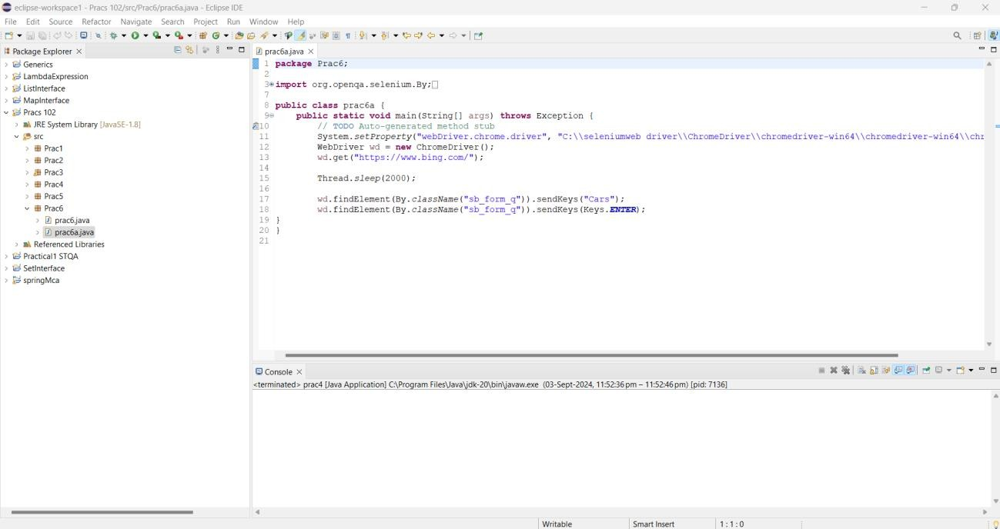 eclipse-workspace1 - Pracs 102/src/Prac6/prac6a.java - Eclipse IDE
File Edit Source Refactor Navigate Search Project Run Window Help
Package Explorer
Generics
LambdaExpression
ListInterface
MapInterface
Pracs 102
JRE System Library [JavaSE-1.8]
src
Prac1
Prac2
Prac3
Prac4
Prac5
Prac6
prac6.java
prac6a.java
Referenced Libraries
Practical1 STQA
SetInterface
springMca
prac6a.java
1 package Prac6;
2
3 import org.openqa.selenium.By;
7
8 public class prac6a {
9 public static void main(String[] args) throws Exception {
10 // TODO Auto-generated method stub
11 System.setProperty("webDriver.chrome.driver", "C:\\seleniumweb driver\\ChromeDriver\\chromedriver-win64\\chromedriver-win64\\chr
12 WebDriver wd = new ChromeDriver();
13 wd.get("https://www.bing.com/");
14
15 Thread.sleep(2000);
16
17 wd.findElement(By.className("sb_form_q")).sendKeys("Cars");
18 wd.findElement(By.className("sb_form_q")).sendKeys(Keys.ENTER);
19 }
20 }
21
Console
<terminated> prac4 [Java Application] C:\Program Files\Java\jdk-20\bin\javaw.exe (03-Sept-2024, 11:52:36 pm – 11:52:46 pm) [pid: 7136]
Writable Smart Insert 1 : 1 : 0